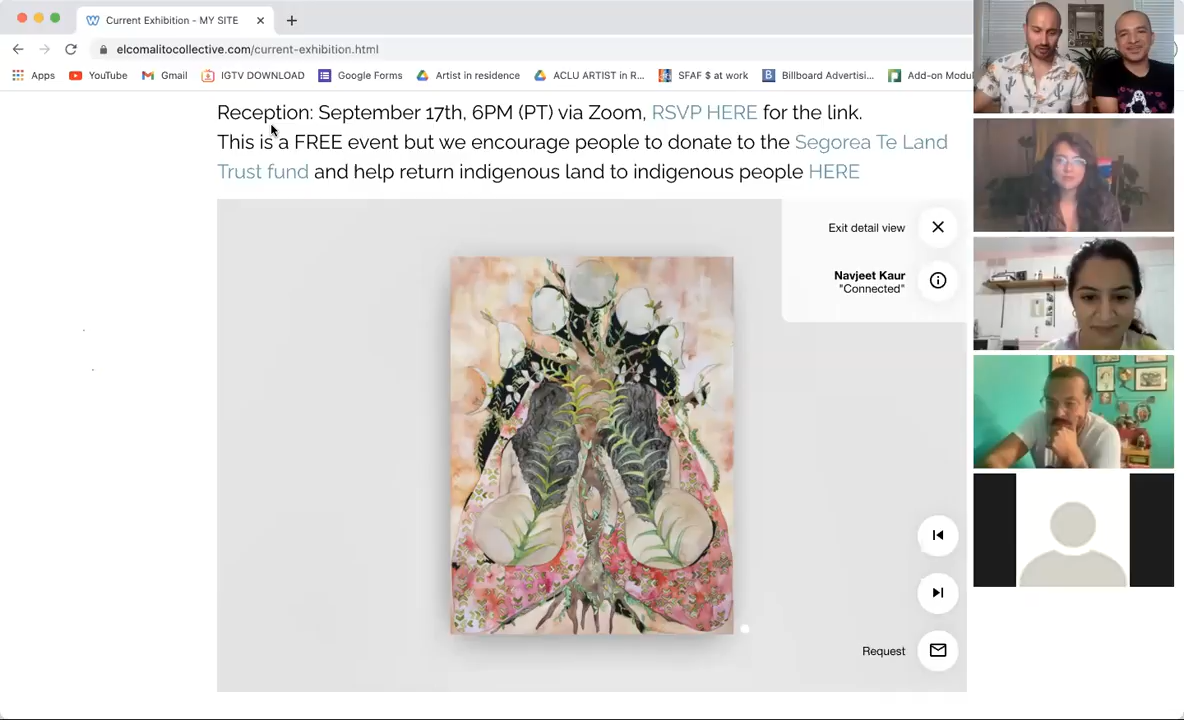 Current Exhibition - MY SITE
elcomalitocollective.com/current-exhibition.html
Apps YouTube Gmail IGTV DOWNLOAD Google Forms Artist in residence ACLU ARTIST in R... SFAF $ at work Billboard Advertisi... Add-on Modul
Reception: September 17th, 6PM (PT) via Zoom, RSVP HERE for the link.
This is a FREE event but we encourage people to donate to the Segorea Te Land
Trust fund and help return indigenous land to indigenous people HERE
Exit detail view
Navjeet Kaur
"Connected"
Request